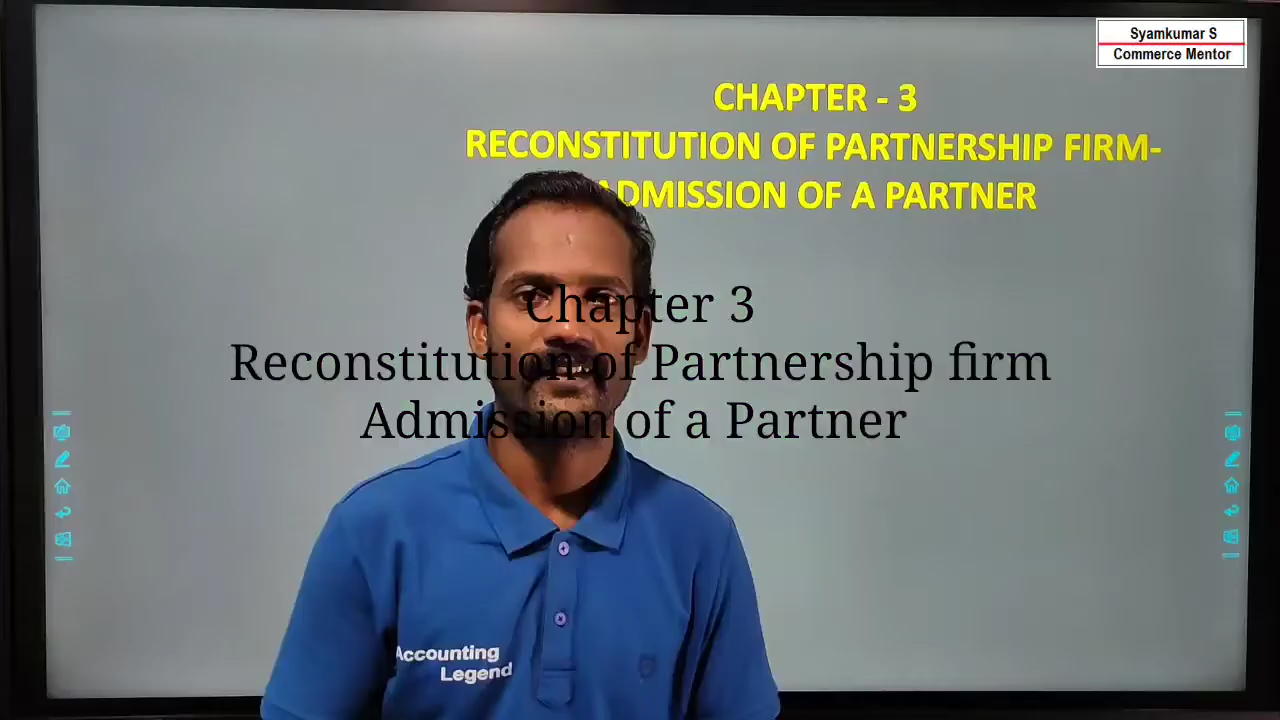 Syamkumar S
Commerce Mentor
CHAPTER - 3
RECONSTITUTION OF PARTNERSHIP FIRM-
ADMISSION OF A PARTNER
Chapter 3
Reconstitution of Partnership firm
Admission of a Partner
Accounting
Legend